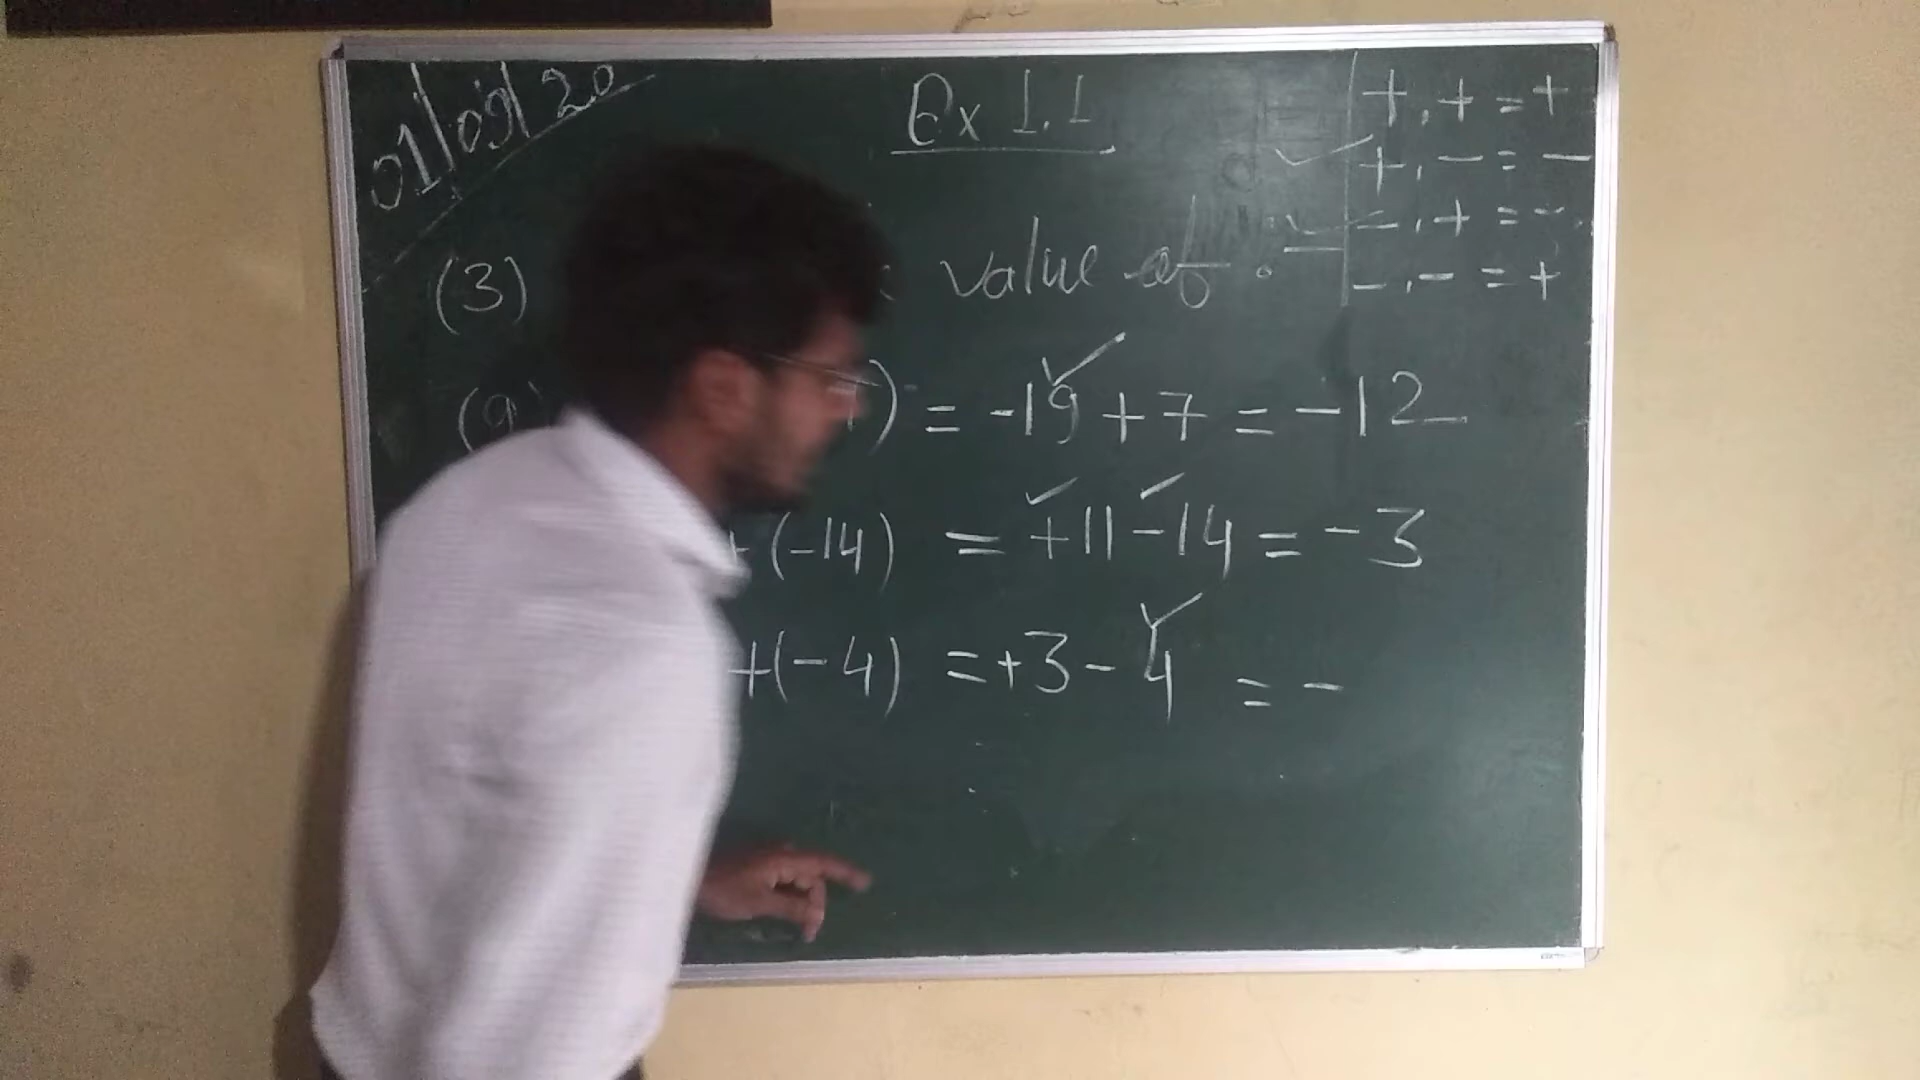 01/09/20
Ex 1.1
+, + = +
+, - = -
-, + = -
-, - = +
(3) value of :-
(a) 7) = -19 + 7 = -12
+ (-14) = +11 - 14 = -3
+ (- 4) = +3 - 4 = -